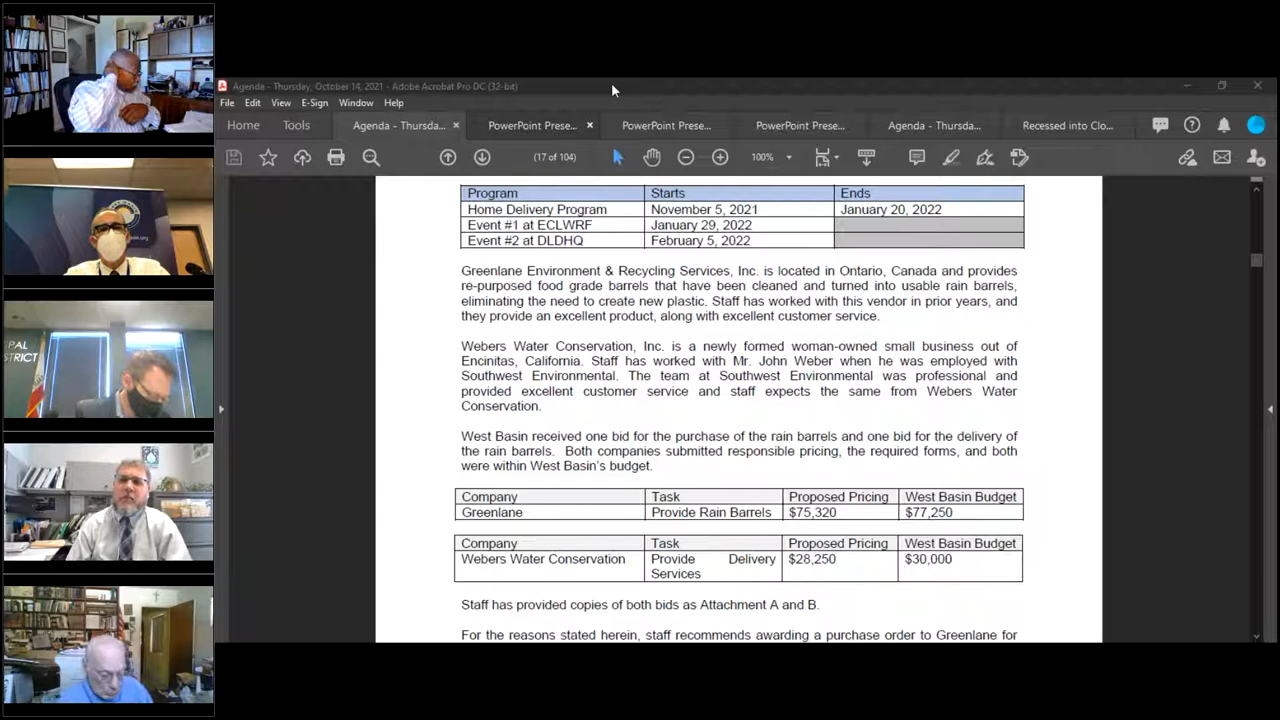 Agenda - Thursday, October 14, 2021 - Adobe Acrobat Pro DC (32-bit)
File Edit View E-Sign Window Help
Home Tools Agenda - Thursda... PowerPoint Prese... PowerPoint Prese... PowerPoint Prese... Agenda - Thursda... Recessed into Clo...
(17 of 104) 100%
Program Starts Ends
Home Delivery Program November 5, 2021 January 20, 2022
Event #1 at ECLWRF January 29, 2022
Event #2 at DLDHQ February 5, 2022
Greenlane Environment & Recycling Services, Inc. is located in Ontario, Canada and provides
re-purposed food grade barrels that have been cleaned and turned into usable rain barrels,
eliminating the need to create new plastic. Staff has worked with this vendor in prior years, and
they provide an excellent product, along with excellent customer service.
Webers Water Conservation, Inc. is a newly formed woman-owned small business out of
Encinitas, California. Staff has worked with Mr. John Weber when he was employed with
Southwest Environmental. The team at Southwest Environmental was professional and
provided excellent customer service and staff expects the same from Webers Water
Conservation.
West Basin received one bid for the purchase of the rain barrels and one bid for the delivery of
the rain barrels. Both companies submitted responsible pricing, the required forms, and both
were within West Basin's budget.
Company Task Proposed Pricing West Basin Budget
Greenlane Provide Rain Barrels $75,320 $77,250
Company Task Proposed Pricing West Basin Budget
Webers Water Conservation Provide Delivery $28,250 $30,000
Services
Staff has provided copies of both bids as Attachment A and B.
For the reasons stated herein, staff recommends awarding a purchase order to Greenlane for
PAL
STRICT